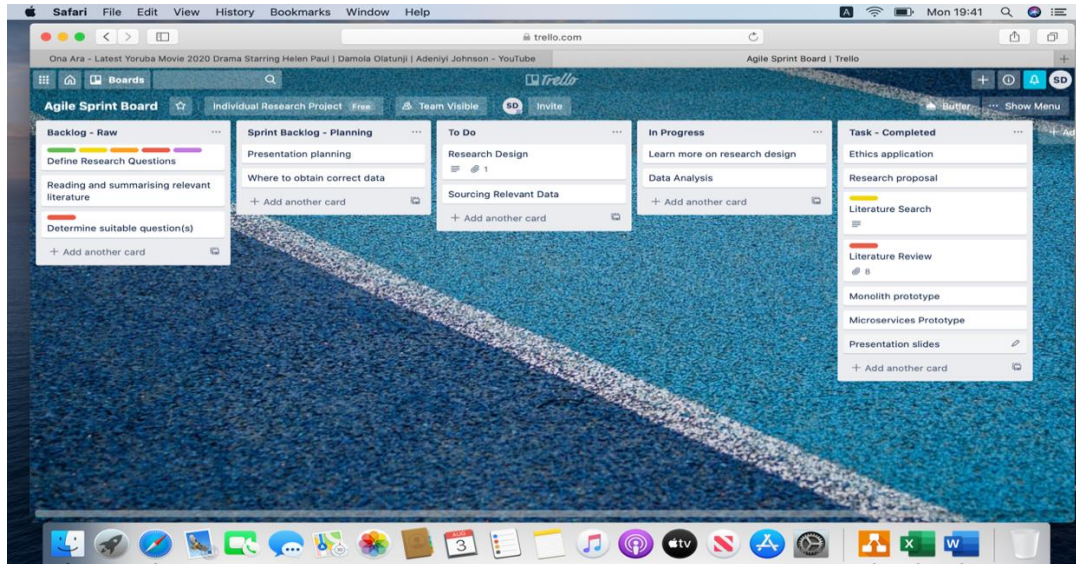 Safari File Edit View History Bookmarks Window Help
A Mon 19:41
trello.com
Ona Ara - Latest Yoruba Movie 2020 Drama Starring Helen Paul | Damola Olatunji | Adeniyi Johnson - YouTube
Agile Sprint Board | Trello
Boards
Trello
SD
Agile Sprint Board
Individual Research Project Free
Team Visible
SD
Invite
Butler
Show Menu
Backlog - Raw
Define Research Questions
Reading and summarising relevant
literature
Determine suitable question(s)
+ Add another card
Sprint Backlog - Planning
Presentation planning
Where to obtain correct data
+ Add another card
To Do
Research Design
1
Sourcing Relevant Data
+ Add another card
In Progress
Learn more on research design
Data Analysis
+ Add another card
Task - Completed
Ethics application
Research proposal
Literature Search
Literature Review
8
Monolith prototype
Microservices Prototype
Presentation slides
+ Add another card
+ Ad
AUG
3
tv
X
W